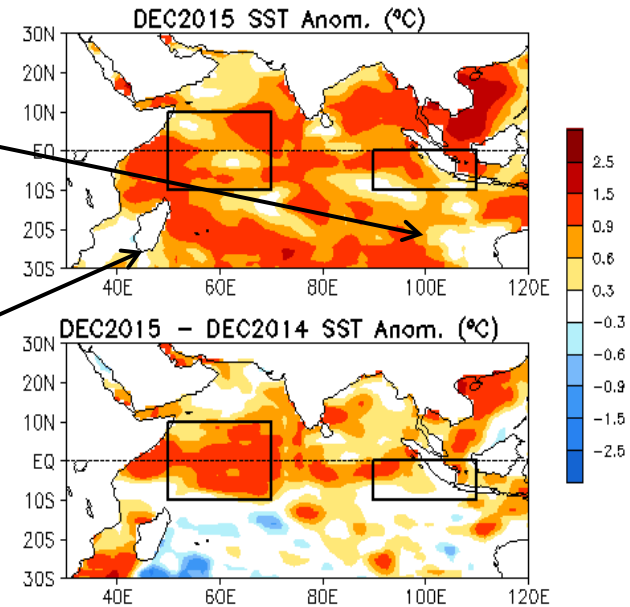 DEC2015 SST Anom. (ºC)
30N
20N
10N
EQ
10S
20S
30S
40E 60E 80E 100E 120E
2.5
1.5
0.9
0.6
0.3
-0.3
-0.6
-0.9
-1.5
-2.5
DEC2015 - DEC2014 SST Anom. (ºC)
30N
20N
10N
EQ
10S
20S
30S
40E 60E 80E 100E 120E